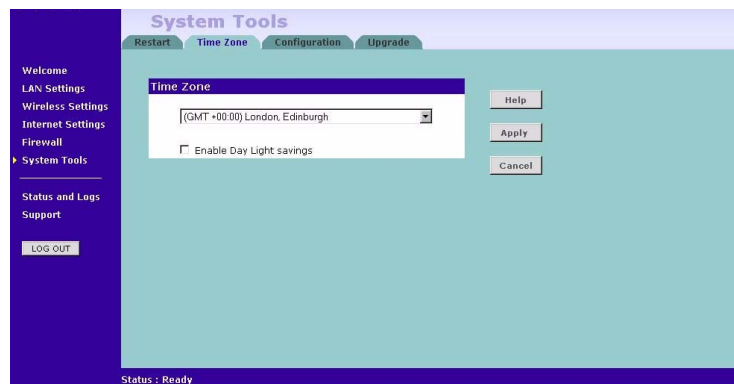 System Tools
Restart Time Zone Configuration Upgrade
Welcome
LAN Settings
Wireless Settings
Internet Settings
Firewall
System Tools
Status and Logs
Support
LOG OUT
Time Zone
(GMT +00:00) London, Edinburgh
Enable Day Light savings
Help
Apply
Cancel
Status : Ready